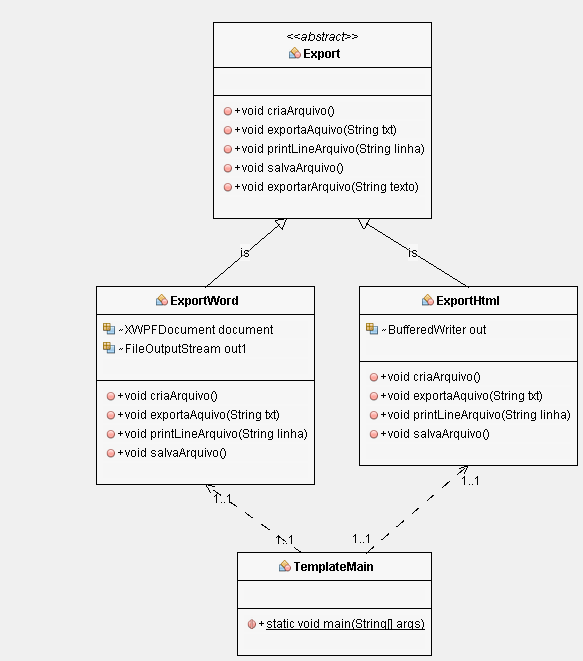 <<abstract>>
Export
+void criaArquivo()
+void exportaAquivo(String txt)
+void printLineArquivo(String linha)
+void salvaArquivo()
+void exportarArquivo(String texto)
is
is
ExportWord
~XWPFDocument document
~FileOutputStream out1
+void criaArquivo()
+void exportaAquivo(String txt)
+void printLineArquivo(String linha)
+void salvaArquivo()
ExportHtml
~BufferedWriter out
+void criaArquivo()
+void exportaAquivo(String txt)
+void printLineArquivo(String linha)
+void salvaArquivo()
1..1
1..1
1..1
1..1
TemplateMain
+static void main(String[] args)